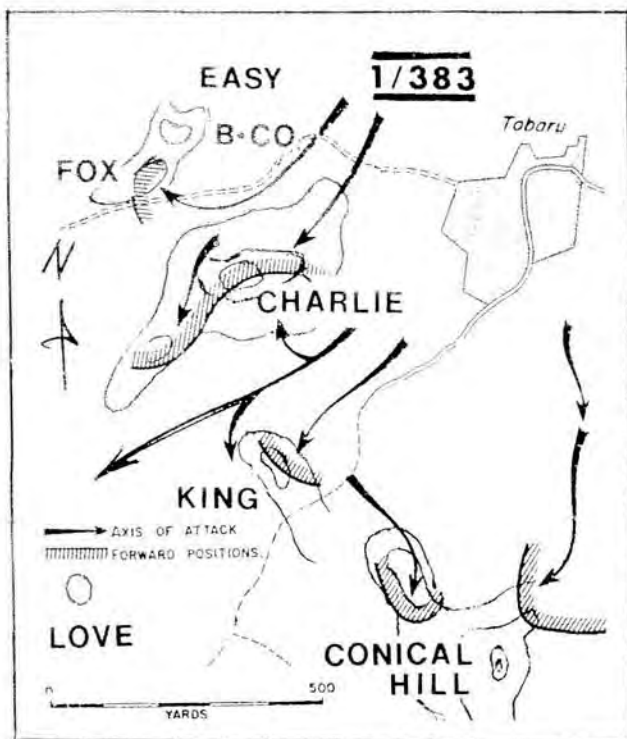 EASY
1/383
Tobaru
B·CO
FOX
N
CHARLIE
KING
AXIS OF ATTACK
FORWARD POSITIONS.
LOVE
CONICAL
HILL
0 500
YARDS